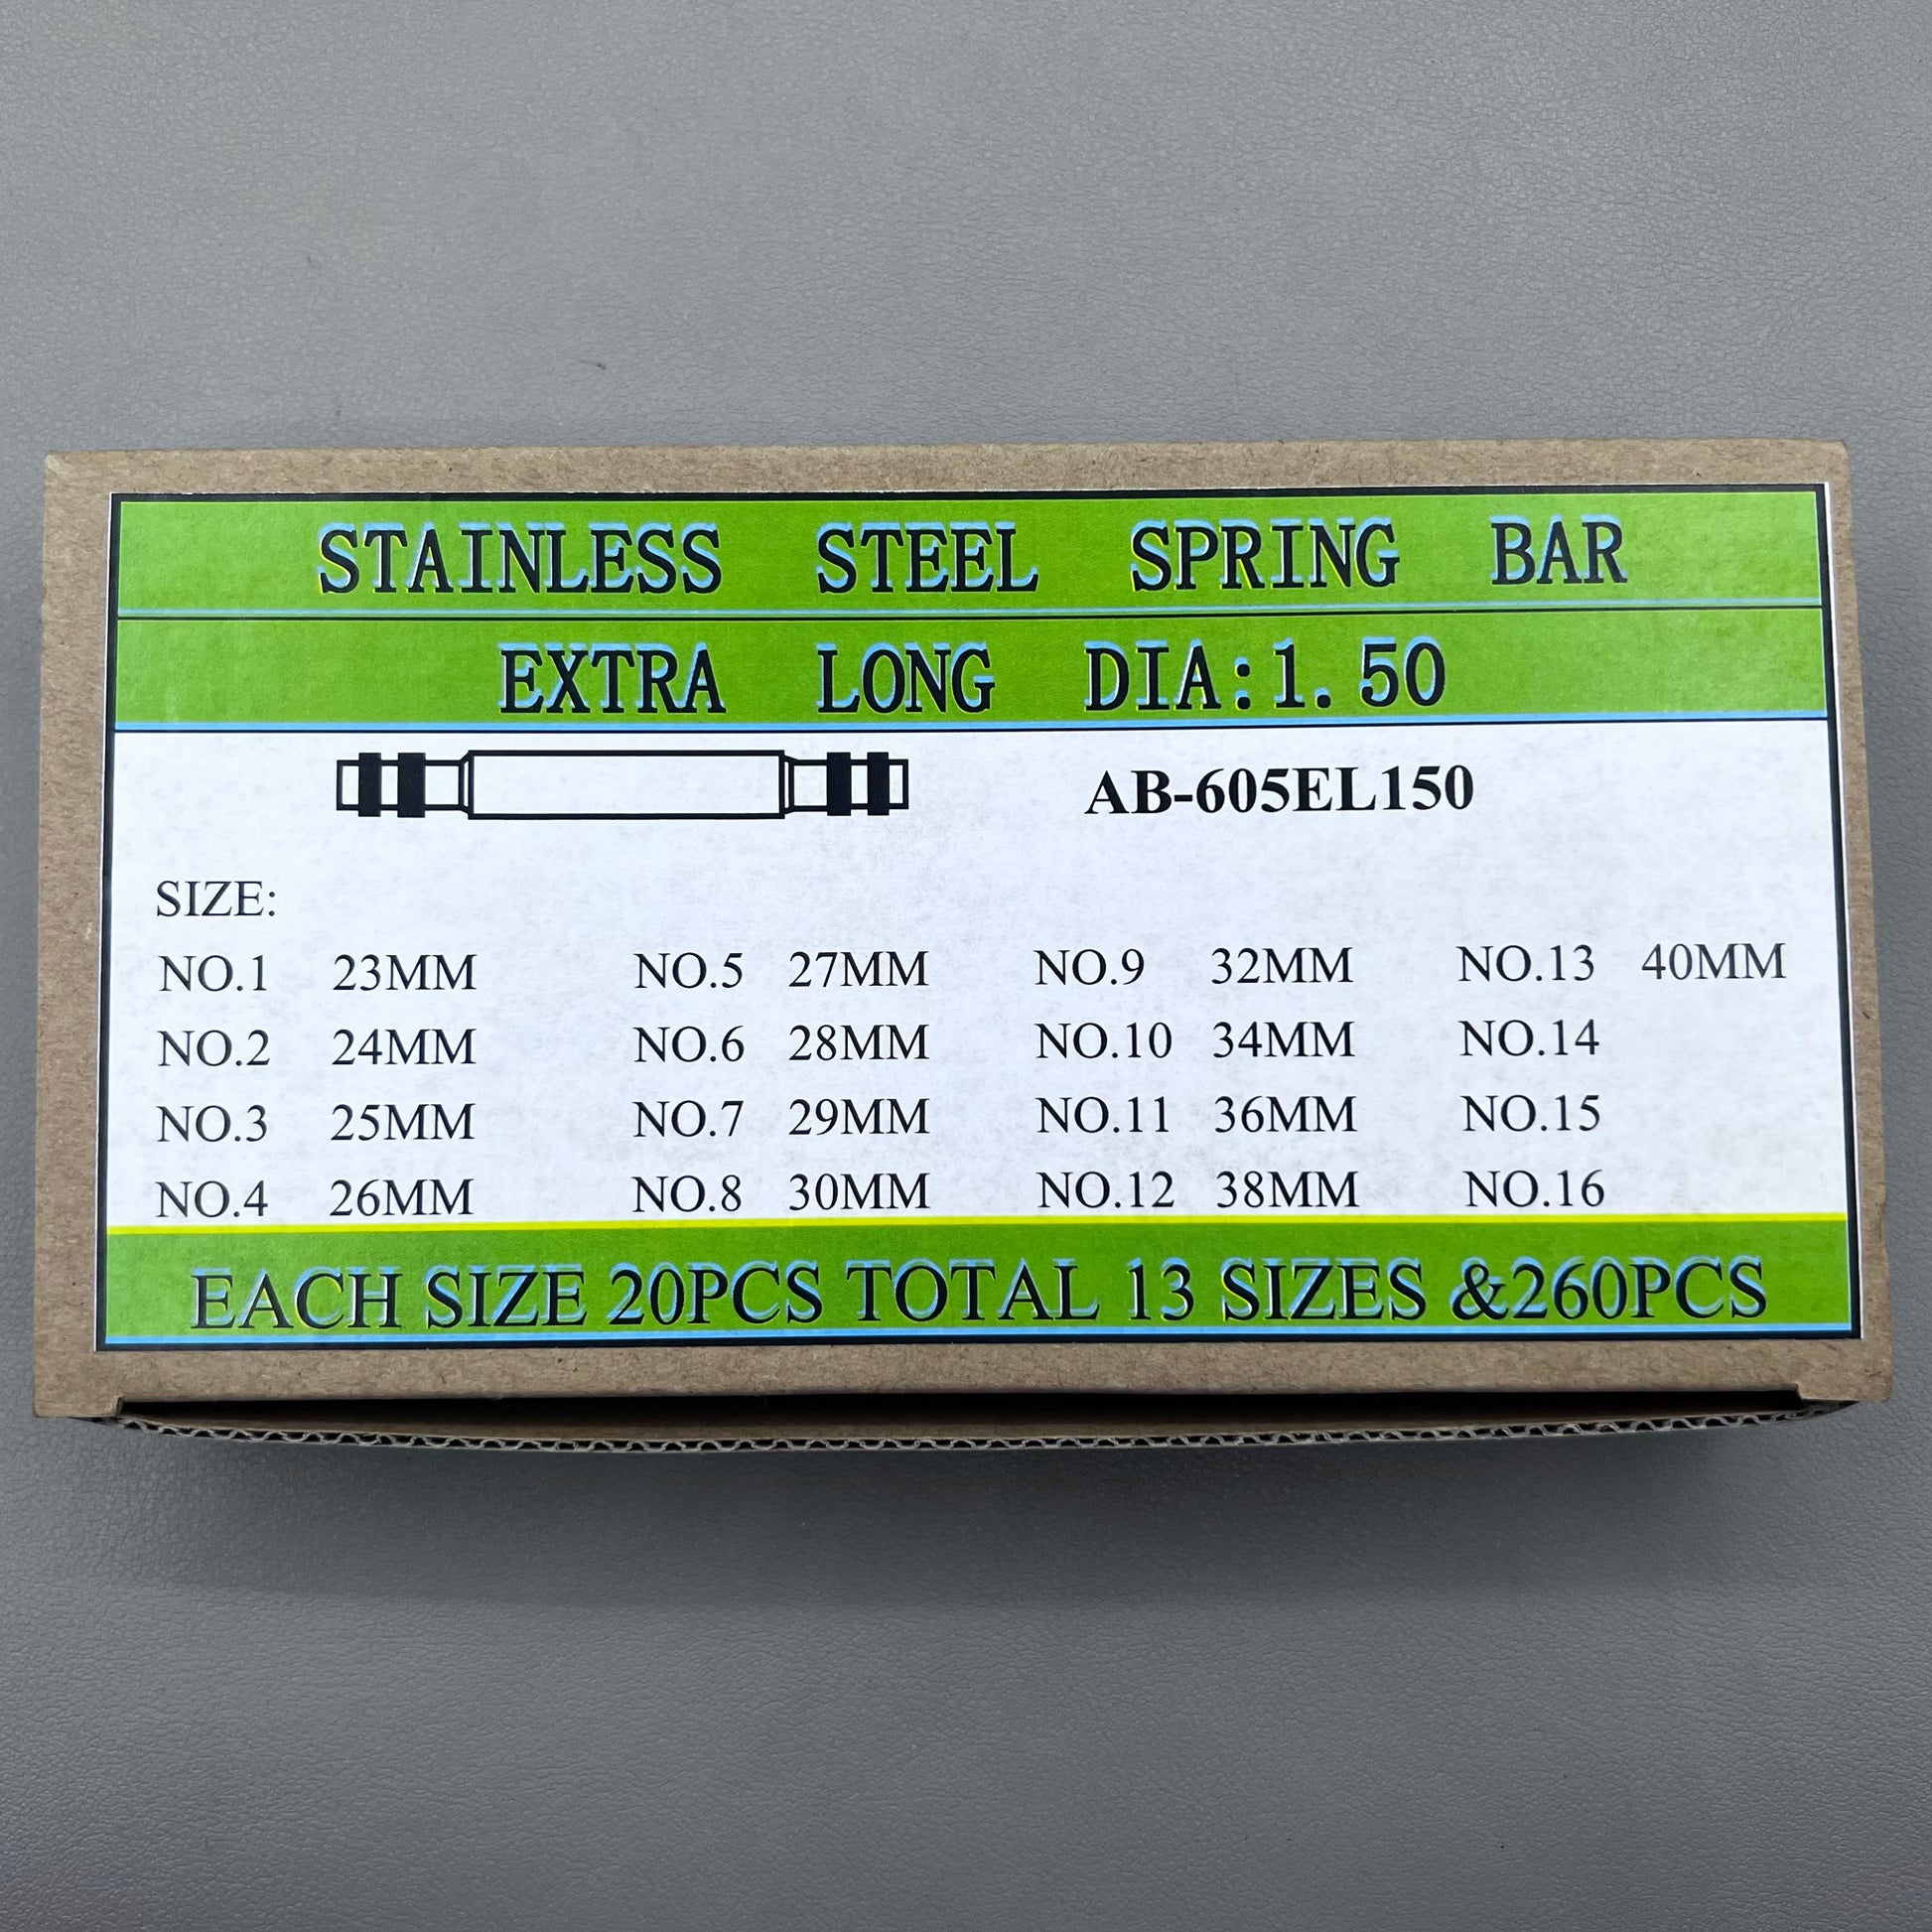 STAINLESS STEEL SPRING BAR
EXTRA LONG DIA:1.50
AB-605EL150
SIZE:
NO.1 23MM NO.5 27MM NO.9 32MM NO.13 40MM
NO.2 24MM NO.6 28MM NO.10 34MM NO.14
NO.3 25MM NO.7 29MM NO.11 36MM NO.15
NO.4 26MM NO.8 30MM NO.12 38MM NO.16
EACH SIZE 20PCS TOTAL 13 SIZES &260PCS